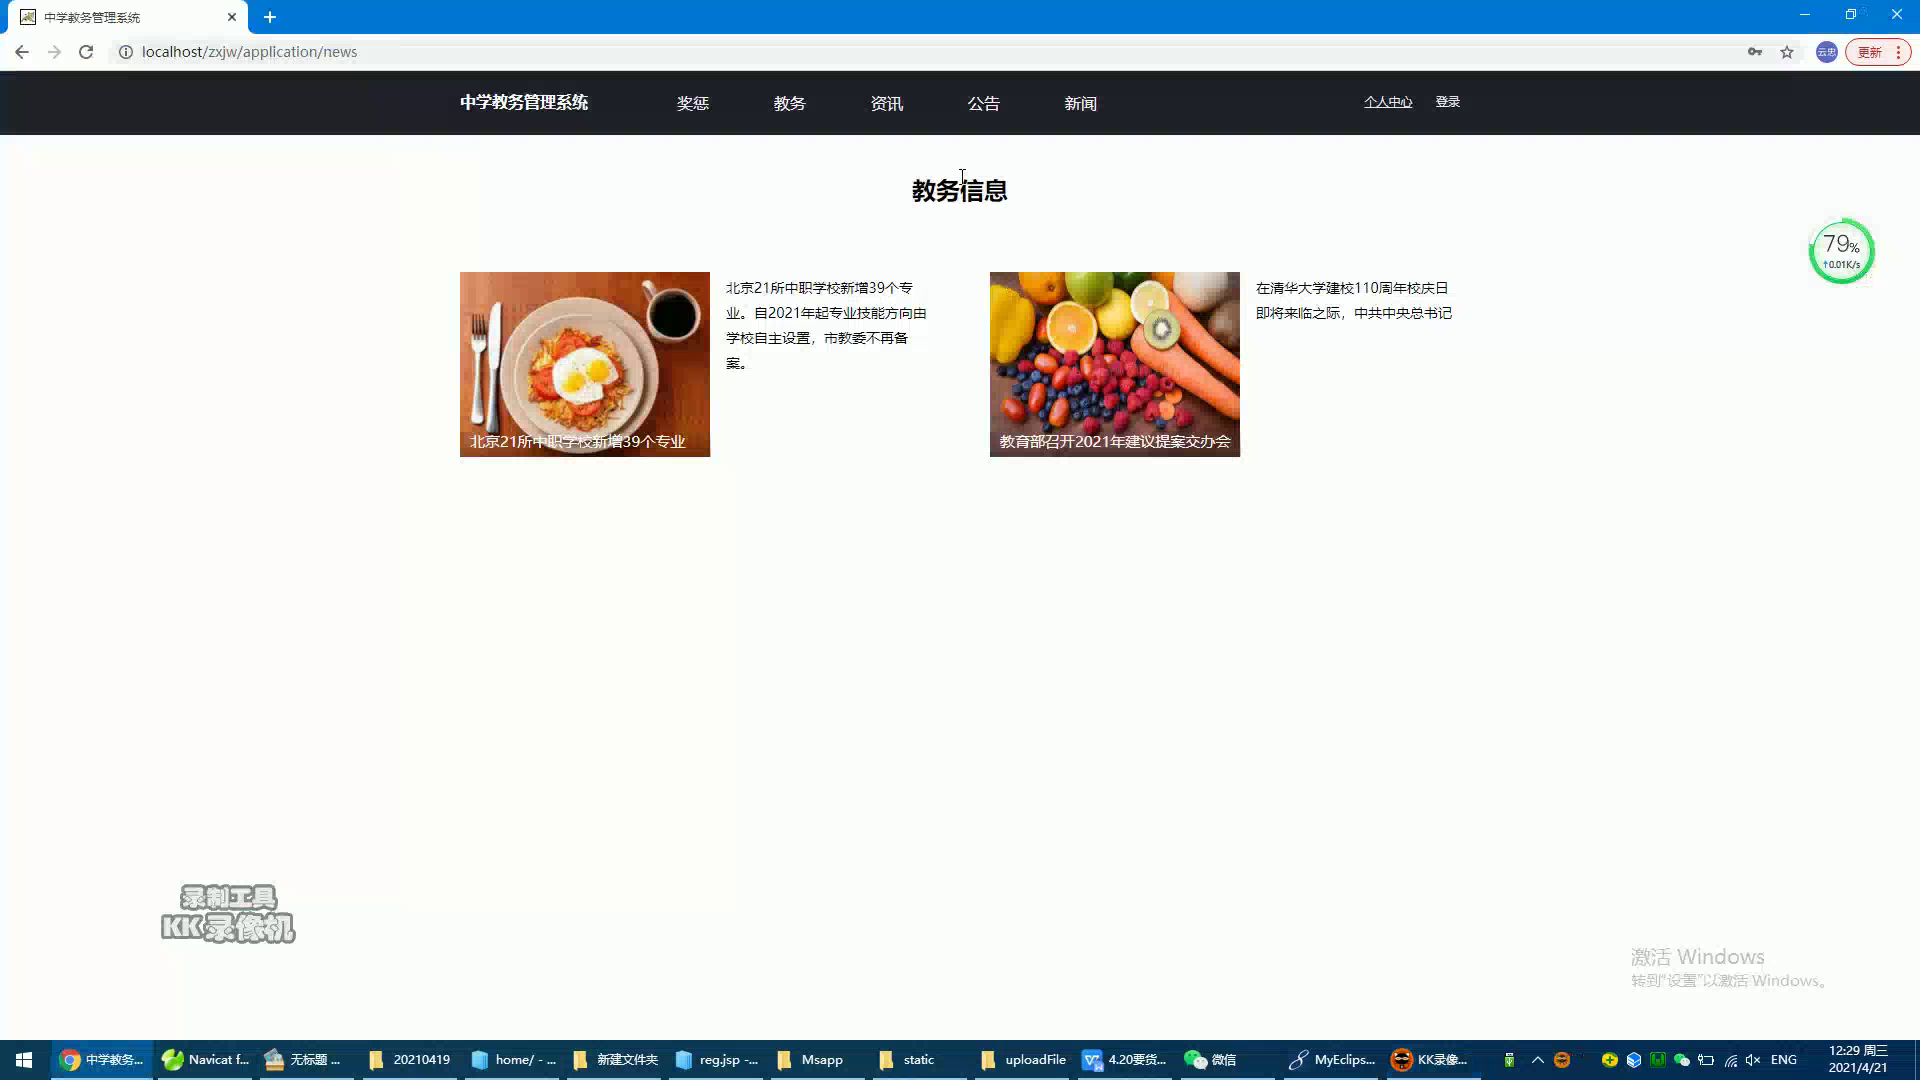 中学教务管理系统
localhost/zxjw/application/news
云忠
更新
中学教务管理系统
奖惩
教务
资讯
公告
新闻
个人中心
登录
教务信息
79%
↑0.01K/s
北京21所中职学校新增39个专业
北京21所中职学校新增39个专
业。自2021年起专业技能方向由
学校自主设置，市教委不再备
案。
教育部召开2021年建议提案交办会
在清华大学建校110周年校庆日
即将来临之际，中共中央总书记
录制工具
KK录像机
激活 Windows
转到"设置"以激活 Windows。
中学教务...
Navicat f...
无标题 ...
20210419
home/ - ...
新建文件夹
reg.jsp -...
Msapp
static
uploadFile
4.20要货...
微信
MyEclips...
KK录像...
ENG
12:29 周三
2021/4/21